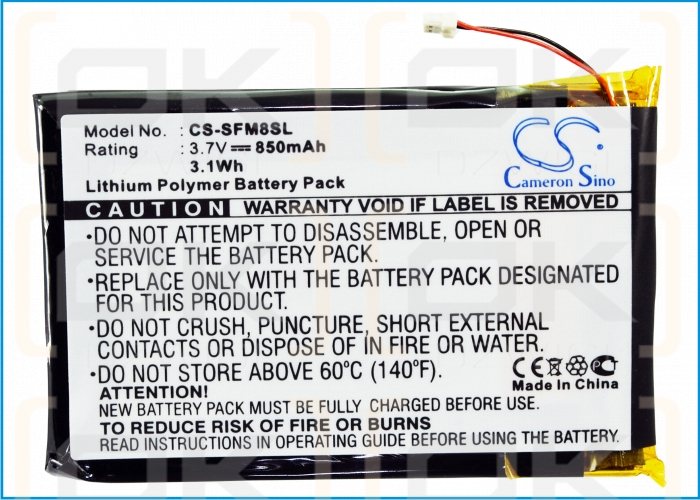 Model No. : CS-SFM8SL
Rating : 3.7V 850mAh
3.1Wh
Lithium Polymer Battery Pack
CS
Cameron Sino
CAUTION WARRANTY VOID IF LABEL IS REMOVED
•DO NOT ATTEMPT TO DISASSEMBLE, OPEN OR
SERVICE THE BATTERY PACK.
•REPLACE ONLY WITH THE BATTERY PACK DESIGNATED
FOR THIS PRODUCT.
•DO NOT CRUSH, PUNCTURE, SHORT EXTERNAL
CONTACTS, OR DISPOSE OF IN FIRE OR WATER.
•DO NOT STORE ABOVE 60°C (140°F).
CE
Made In China
ATTENTION:
NEW BATTERY PACK MUST BE FULLY CHARGED BEFORE USE
TO REDUCE RISK OF FIRE OR BURNS
READ INSTRUCTIONS OF OPERATING GUIDE CAREFULLY BEFORE USING BATTERY.